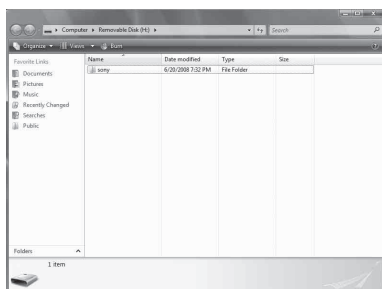 Computer ▸ Removable Disk (H:) ▸ Search
Organize Views Burn
Favorite Links
Documents
Pictures
Music
Recently Changed
Searches
Public
Folders
Name Date modified Type Size
sony 6/20/2008 7:32 PM File Folder
1 item